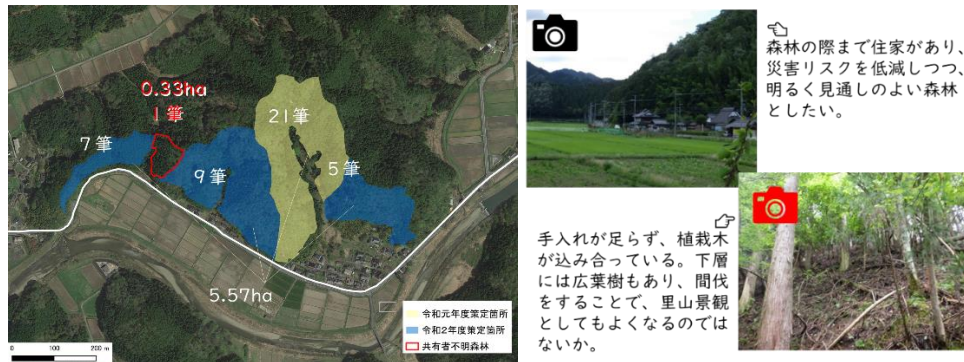 0.33ha
1筆
21筆
7筆
9筆
5筆
5.57ha
令和元年度策定箇所
令和2年度策定箇所
共有者不明森林
0 100 200 m
森林の際まで住家があり、
災害リスクを低減しつつ、
明るく見通しのよい森林
としたい。
手入れが足らず、植栽木
が込み合っている。下層
には広葉樹もあり、間伐
をすることで、里山景観
としてもよくなるのでは
ないか。